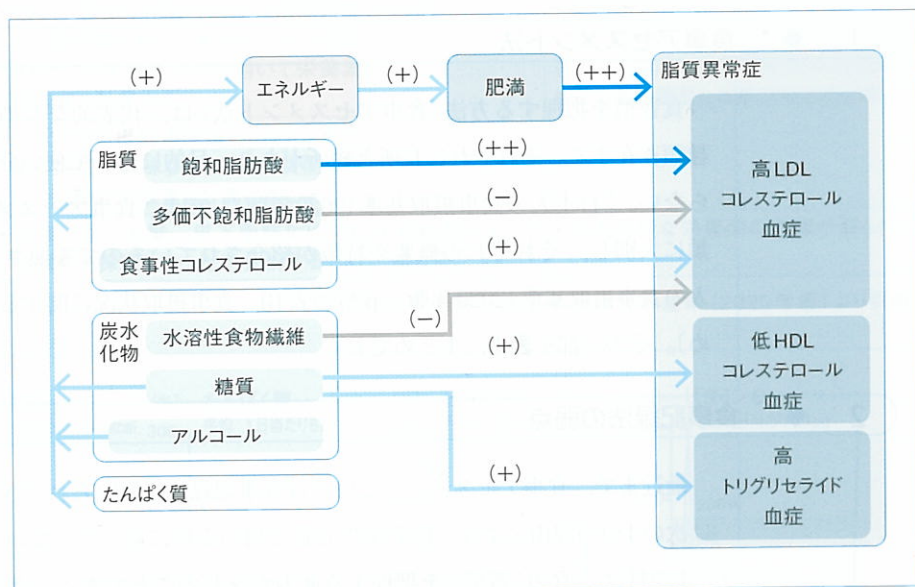 (+)
エネルギー
(+)
肥満
(++)
脂質異常症
脂質
飽和脂肪酸
(++)
多価不飽和脂肪酸
(−)
食事性コレステロール
(+)
高LDL
コレステロール
血症
炭水
化物
水溶性食物繊維
(−)
糖質
(+)
低HDL
コレステロール
血症
アルコール
(+)
高
トリグリセライド
血症
たんぱく質